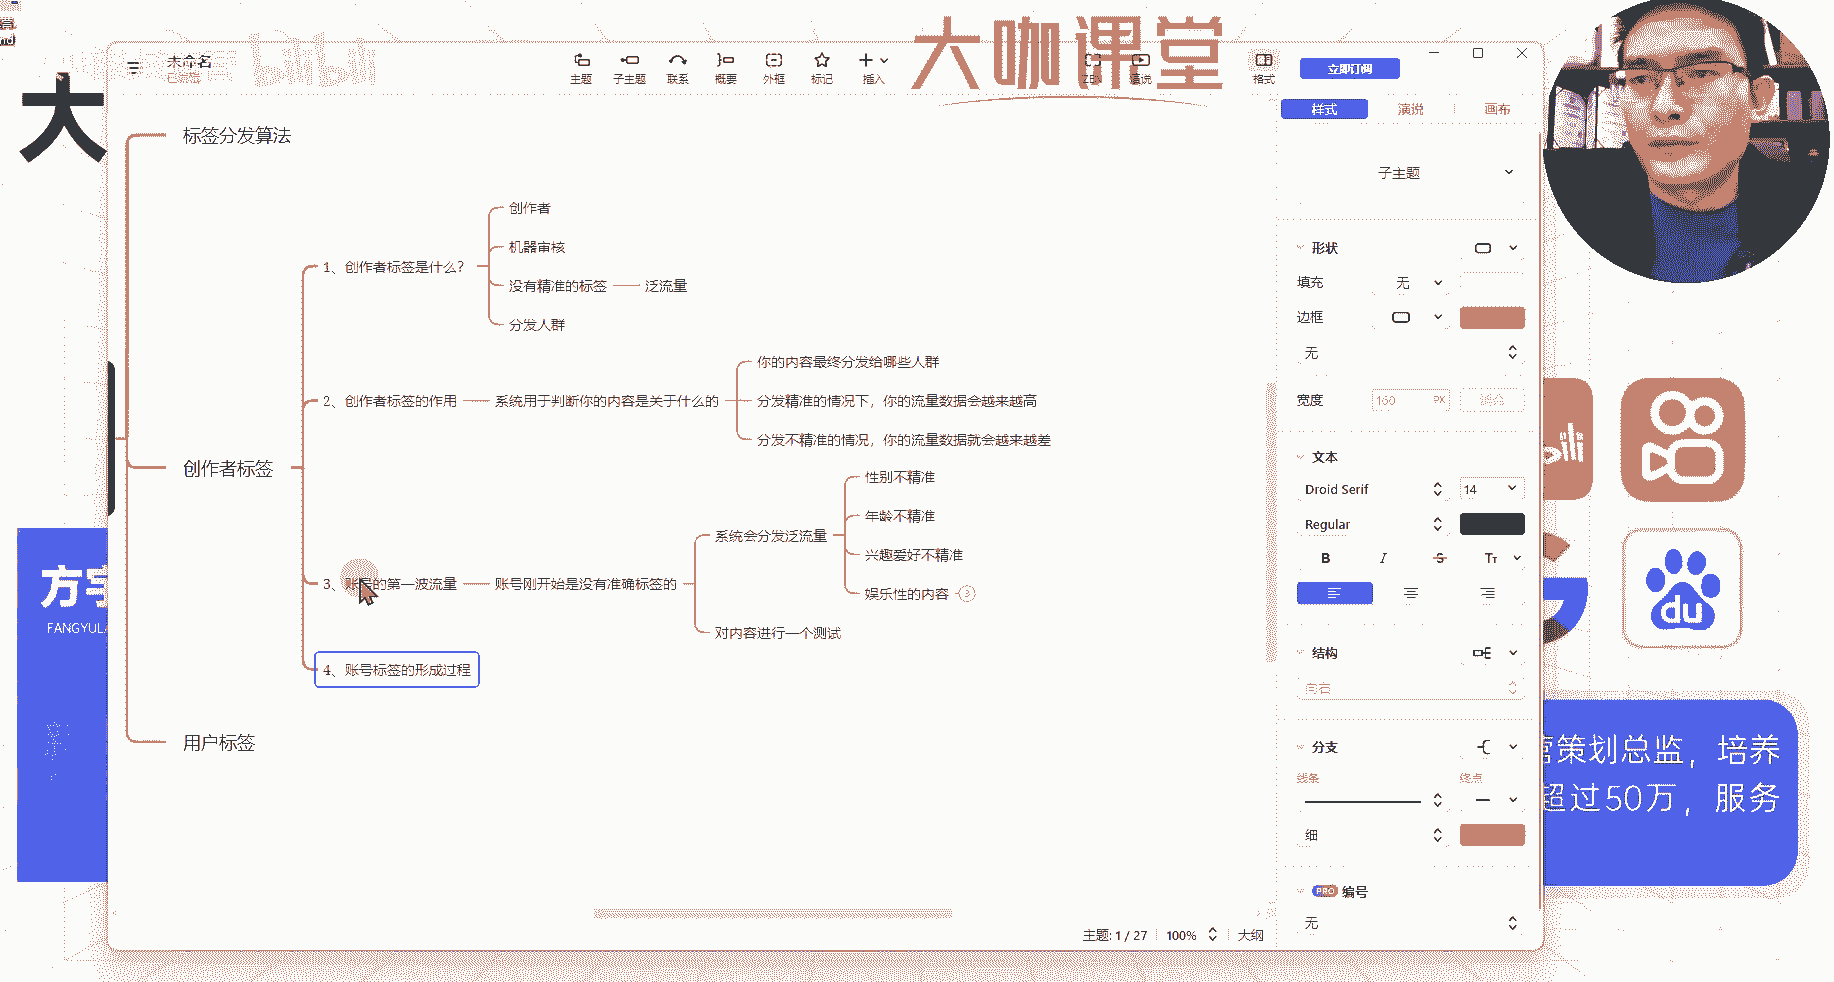 大咖课堂
bilibili
未命名
已编辑
主题
子主题
联系
概要
外框
标记
插入
ZEN
演说
格式
立即订阅
样式
演说
画布
大
标签分发算法
创作者
机器审核
1、创作者标签是什么?
没有精准的标签
泛流量
分发人群
你的内容最终分发给哪些人群
2、创作者标签的作用
系统用于判断你的内容是关于什么的
分发精准的情况下，你的流量数据会越来越高
分发不精准的情况，你的流量数据就会越来越差
创作者标签
性别不精准
年龄不精准
系统会分发泛流量
兴趣爱好不精准
3、账号的第一波流量
账号刚开始是没有准确标签的
娱乐性的内容
3
对内容进行一个测试
4、账号标签的形成过程
用户标签
子主题
形状
填充
无
边框
无
宽度
160
PX
文本
Droid Serif
14
Regular
B
I
S
TT
结构
向右
分支
线条
终点
细
PRO 编号
无
主题: 1 / 27
100%
大纲
方宇
FANGYUL
bili
du
营策划总监，培养
超过50万，服务